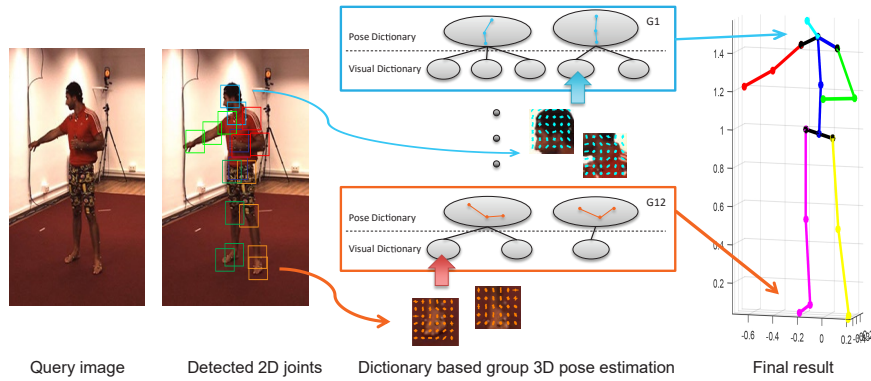 Pose Dictionary
G1
Visual Dictionary
Pose Dictionary
G12
Visual Dictionary
1.4
1.2
1
0.8
0.6
0.4
0.2
-0.6
-0.4
-0.2
0
0.2
Query image
Detected 2D joints
Dictionary based group 3D pose estimation
Final result